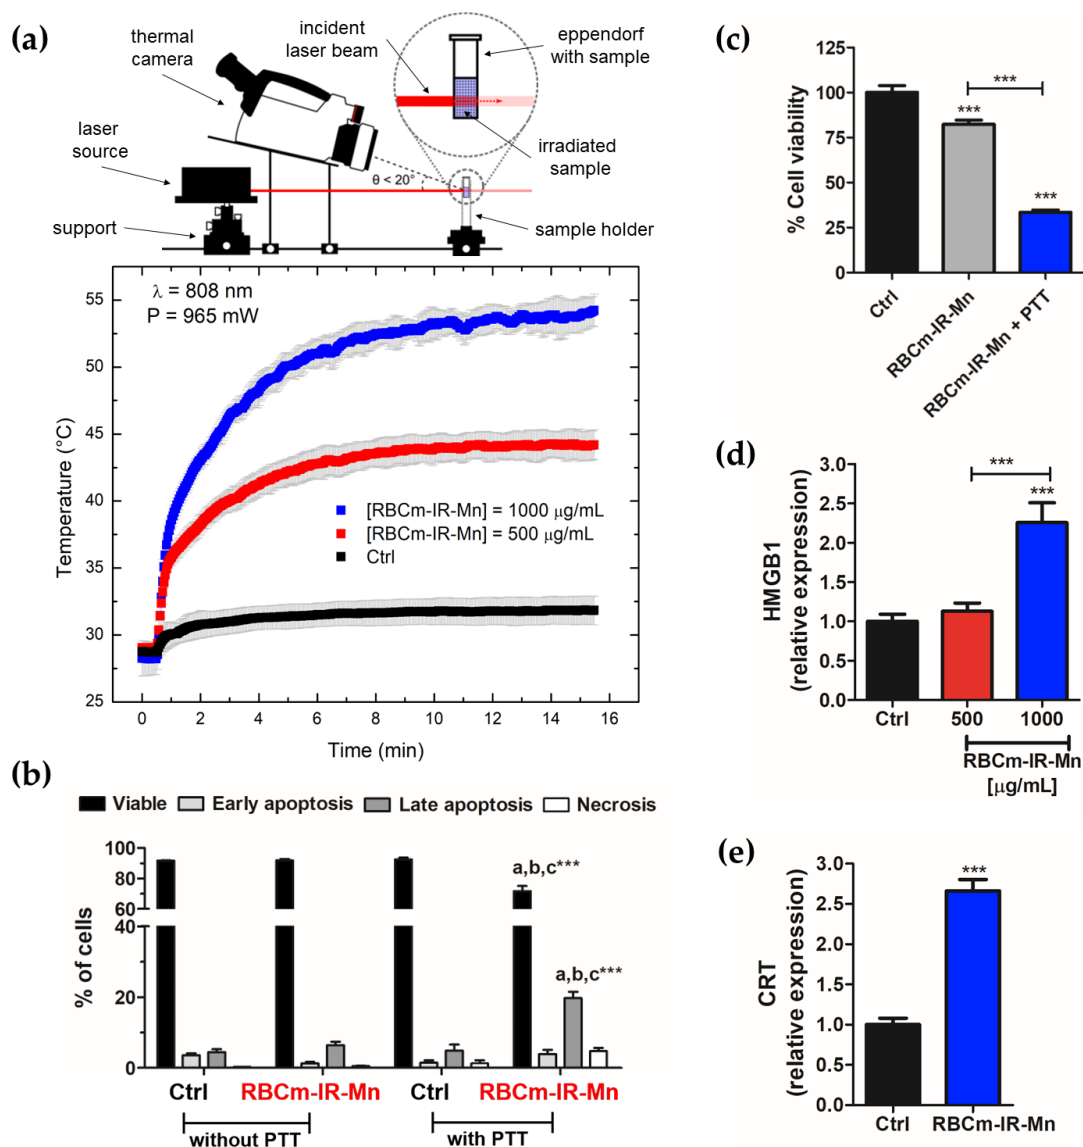 (a)
thermal
camera
incident
laser beam
eppendorf
with sample
laser
source
irradiated
sample
θ < 20°
support
sample holder
λ = 808 nm
P = 965 mW
55
50
45
40
35
30
25
Temperature (°C)
[RBCm-IR-Mn] = 1000 μg/mL
[RBCm-IR-Mn] = 500 μg/mL
Ctrl
0 2 4 6 8 10 12 14 16
Time (min)
(b)
Viable Early apoptosis Late apoptosis Necrosis
% of cells
120
90
60
40
20
0
a,b,c***
a,b,c***
Ctrl RBCm-IR-Mn Ctrl RBCm-IR-Mn
without PTT with PTT
(c)
% Cell viability
125
100
75
50
25
0
***
***
***
Ctrl
RBCm-IR-Mn
RBCm-IR-Mn + PTT
(d)
HMGB1
(relative expression)
3.0
2.5
2.0
1.5
1.0
0.5
0.0
***
***
Ctrl 500 1000
RBCm-IR-Mn
[μg/mL]
(e)
CRT
(relative expression)
3.0
2.5
2.0
1.5
1.0
0.5
0.0
***
Ctrl RBCm-IR-Mn